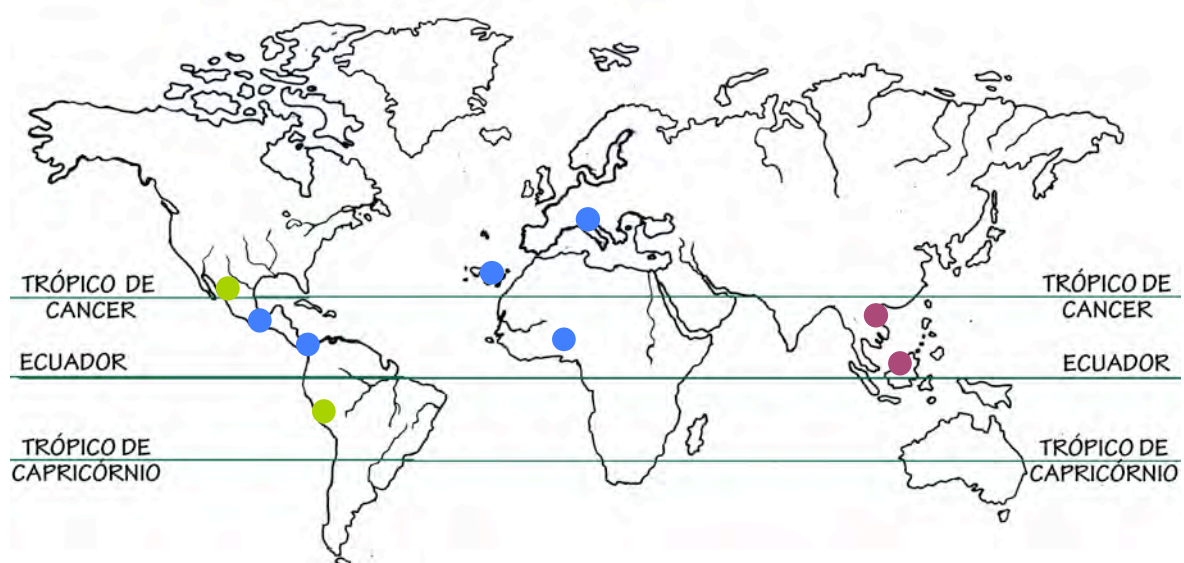 TRÓPICO DE
CANCER
ECUADOR
TRÓPICO DE
CAPRICÓRNIO
TRÓPICO DE
CANCER
ECUADOR
TRÓPICO DE
CAPRICÓRNIO